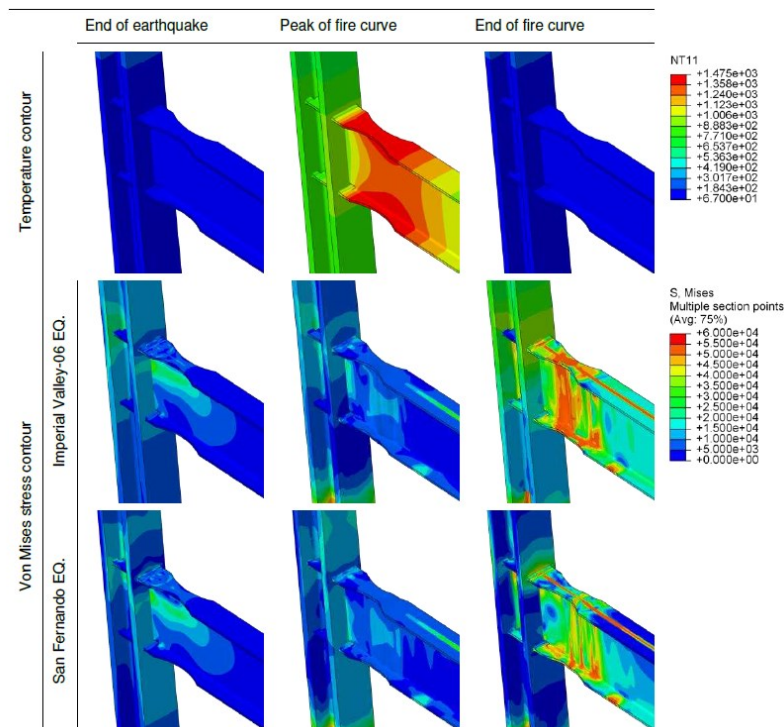 End of earthquake
Peak of fire curve
End of fire curve
Temperature contour
NT11
+1.475e+03
+1.358e+03
+1.240e+03
+1.123e+03
+1.006e+03
+8.883e+02
+7.710e+02
+6.537e+02
+5.363e+02
+4.190e+02
+3.017e+02
+1.843e+02
+6.700e+01
Von Mises stress contour
Imperial Valley-06 EQ.
S, Mises
Multiple section points
(Avg: 75%)
+6.000e+04
+5.500e+04
+5.000e+04
+4.500e+04
+4.000e+04
+3.500e+04
+3.000e+04
+2.500e+04
+2.000e+04
+1.500e+04
+1.000e+04
+5.000e+03
+0.000e+00
San Fernando EQ.